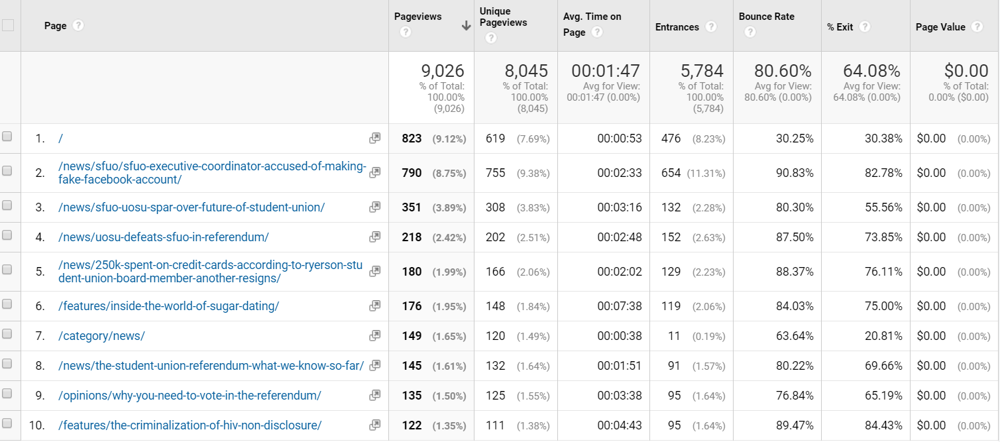 Page ? Pageviews ? Unique Pageviews ? Avg. Time on Page ? Entrances ? Bounce Rate ? % Exit ? Page Value ?
9,026 8,045 00:01:47 5,784 80.60% 64.08% $0.00
% of Total: % of Total: Avg for View: % of Total: Avg for View: Avg for View: % of Total:
100.00% 100.00% 00:01:47 (0.00%) 100.00% 80.60% (0.00%) 64.08% (0.00%) 0.00% ($0.00)
(9,026) (8,045) (5,784)
1. / 823 (9.12%) 619 (7.69%) 00:00:53 476 (8.23%) 30.25% 30.38% $0.00 (0.00%)
2. /news/sfuo/sfuo-executive-coordinator-accused-of-making-
fake-facebook-account/ 790 (8.75%) 755 (9.38%) 00:02:33 654 (11.31%) 90.83% 82.78% $0.00 (0.00%)
3. /news/sfuo-uosu-spar-over-future-of-student-union/ 351 (3.89%) 308 (3.83%) 00:03:16 132 (2.28%) 80.30% 55.56% $0.00 (0.00%)
4. /news/uosu-defeats-sfuo-in-referendum/ 218 (2.42%) 202 (2.51%) 00:02:48 152 (2.63%) 87.50% 73.85% $0.00 (0.00%)
5. /news/250k-spent-on-credit-cards-according-to-ryerson-stu
dent-union-board-member-another-resigns/ 180 (1.99%) 166 (2.06%) 00:02:02 129 (2.23%) 88.37% 76.11% $0.00 (0.00%)
6. /features/inside-the-world-of-sugar-dating/ 176 (1.95%) 148 (1.84%) 00:07:38 119 (2.06%) 84.03% 75.00% $0.00 (0.00%)
7. /category/news/ 149 (1.65%) 120 (1.49%) 00:00:38 11 (0.19%) 63.64% 20.81% $0.00 (0.00%)
8. /news/the-student-union-referendum-what-we-know-so-far/ 145 (1.61%) 132 (1.64%) 00:01:51 91 (1.57%) 80.22% 69.66% $0.00 (0.00%)
9. /opinions/why-you-need-to-vote-in-the-referendum/ 135 (1.50%) 125 (1.55%) 00:03:38 95 (1.64%) 76.84% 65.19% $0.00 (0.00%)
10. /features/the-criminalization-of-hiv-non-disclosure/ 122 (1.35%) 111 (1.38%) 00:04:43 95 (1.64%) 89.47% 84.43% $0.00 (0.00%)